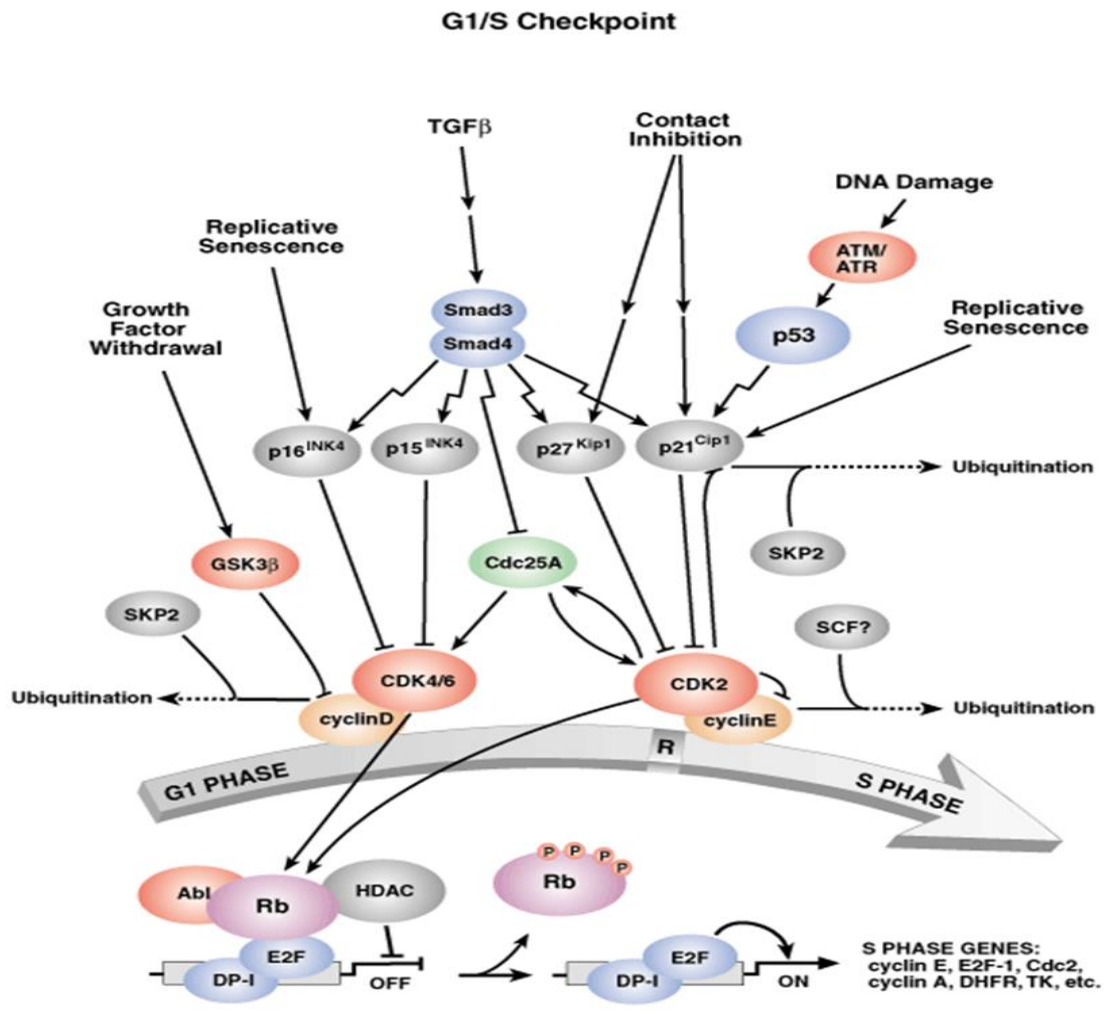 G1/S Checkpoint
TGFβ
Contact
Inhibition
DNA Damage
Replicative
Senescence
ATM/
ATR
Growth
Factor
Withdrawal
Smad3
Smad4
p53
Replicative
Senescence
p16INK4
p15INK4
p27Kip1
p21Cip1
Ubiquitination
SKP2
GSK3β
Cdc25A
SKP2
SCF?
Ubiquitination
CDK4/6
cyclinD
CDK2
cyclinE
Ubiquitination
R
G1 PHASE
S PHASE
P
P
P
P
Abl
Rb
HDAC
Rb
E2F
DP-I
OFF
E2F
DP-I
ON
S PHASE GENES:
cyclin E, E2F-1, Cdc2,
cyclin A, DHFR, TK, etc.